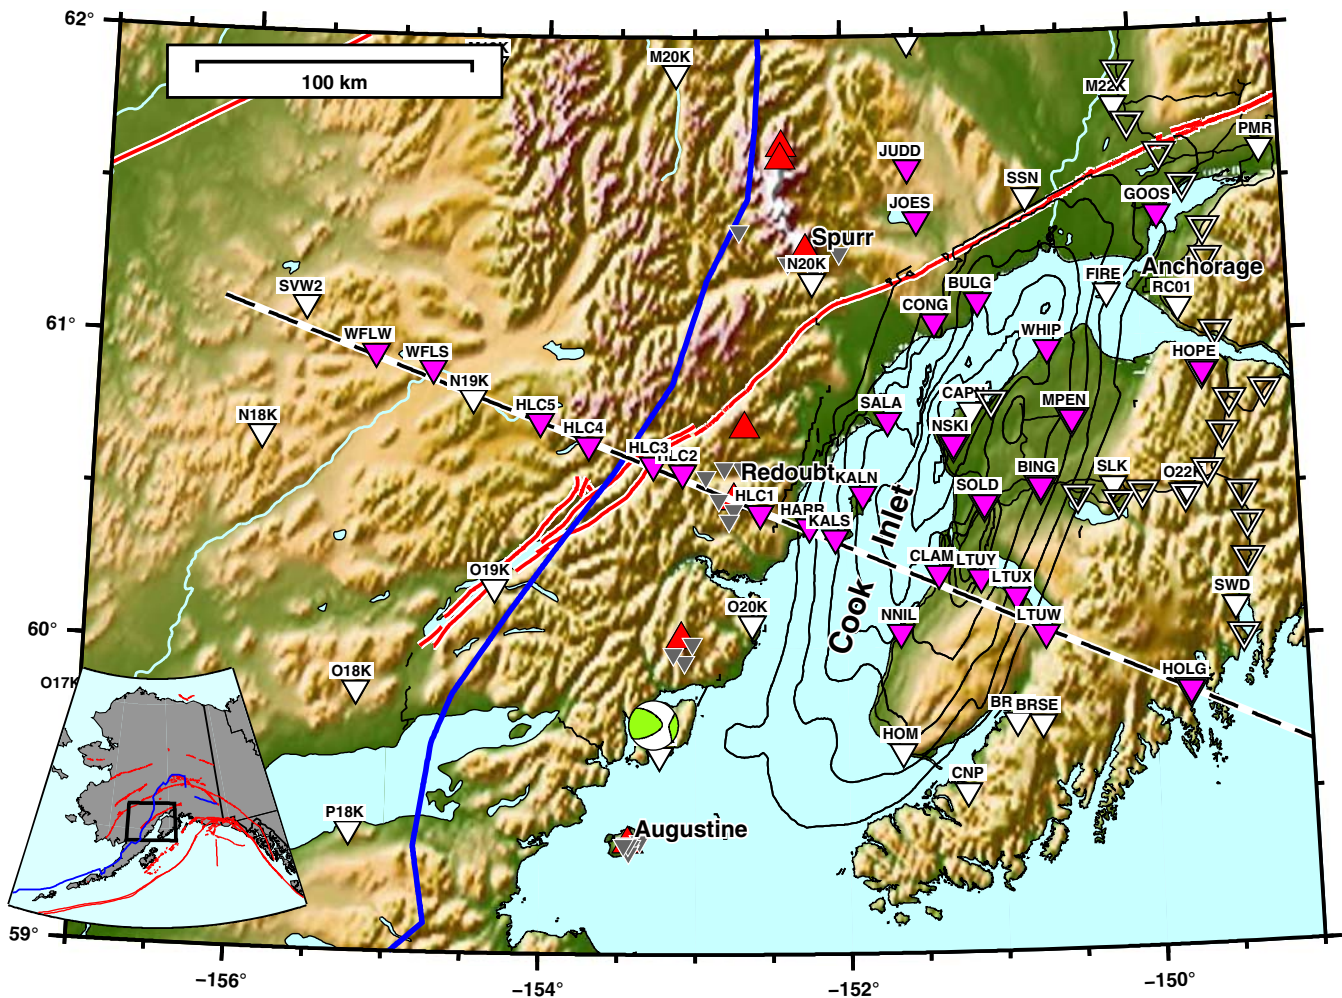 62°
100 km
M20K
M22K
PMR
JUDD
SSN
GOOS
JOES
Spurr
N20K
Anchorage
FIRE
RC01
SVW2
BULG
CONG
WHIP
WFLW
WFLS
HOPE
61°
N19K
N18K
HLC5
HLC4
SALA
MPEN
NSKI
HLC3
HLC2
Redoubt
HLC1
KALN
BING
SLK
O22K
SOLD
KALS
Inlet
CLAM
LTUY
LTUX
LTUW
O19K
O20K
Cook
NNIL
SWD
60°
O18K
HOLG
BRSE
HOM
CNP
P18K
Augustine
59°
−156°
−154°
−152°
−150°